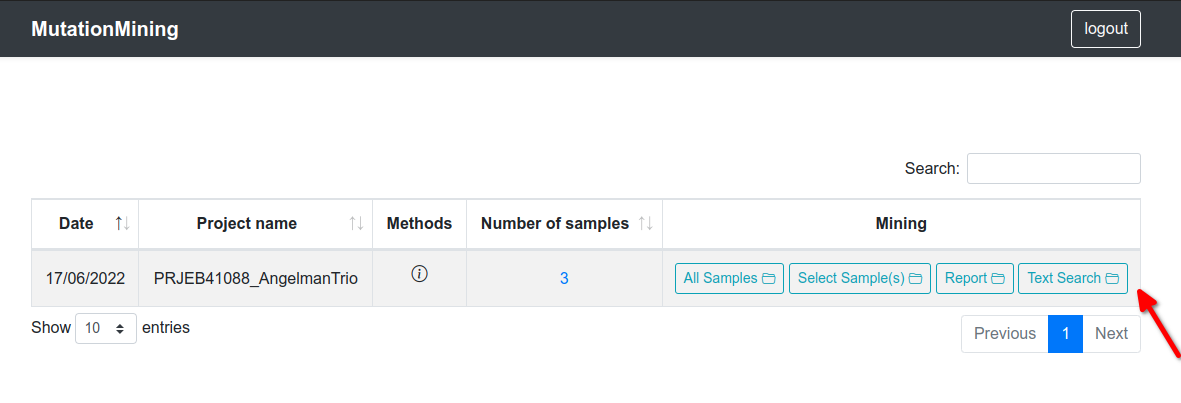 MutationMining logout
Search:
Date Project name Methods Number of samples Mining
17/06/2022 PRJEB41088_AngelmanTrio 3 All Samples Select Sample(s) Report Text Search
Show 10 entries Previous 1 Next